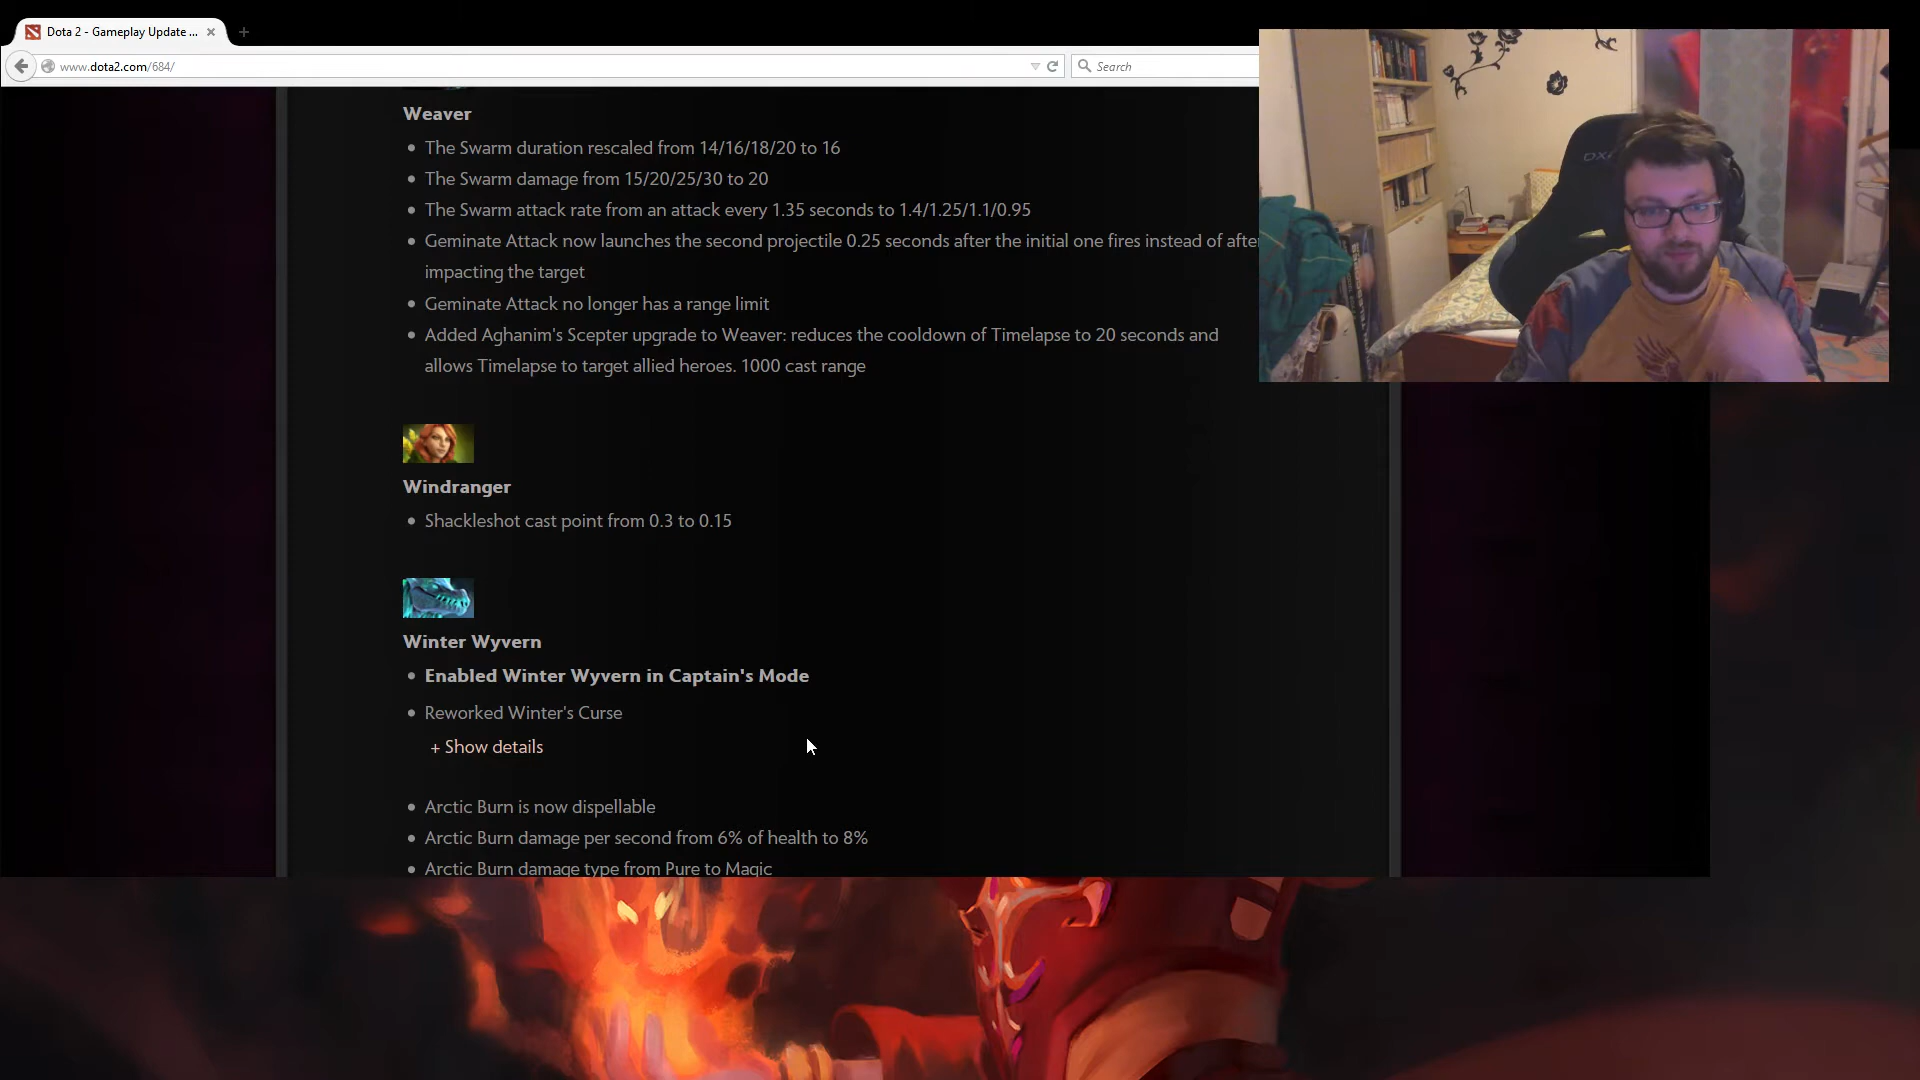 Dota 2 - Gameplay Update ...
www.dota2.com/684/
Search
Weaver
The Swarm duration rescaled from 14/16/18/20 to 16
The Swarm damage from 15/20/25/30 to 20
The Swarm attack rate from an attack every 1.35 seconds to 1.4/1.25/1.1/0.95
Geminate Attack now launches the second projectile 0.25 seconds after the initial one fires instead of after
impacting the target
Geminate Attack no longer has a range limit
Added Aghanim's Scepter upgrade to Weaver: reduces the cooldown of Timelapse to 20 seconds and
allows Timelapse to target allied heroes. 1000 cast range
Windranger
Shackleshot cast point from 0.3 to 0.15
Winter Wyvern
Enabled Winter Wyvern in Captain's Mode
Reworked Winter's Curse
+ Show details
Arctic Burn is now dispellable
Arctic Burn damage per second from 6% of health to 8%
Arctic Burn damage type from Pure to Magic